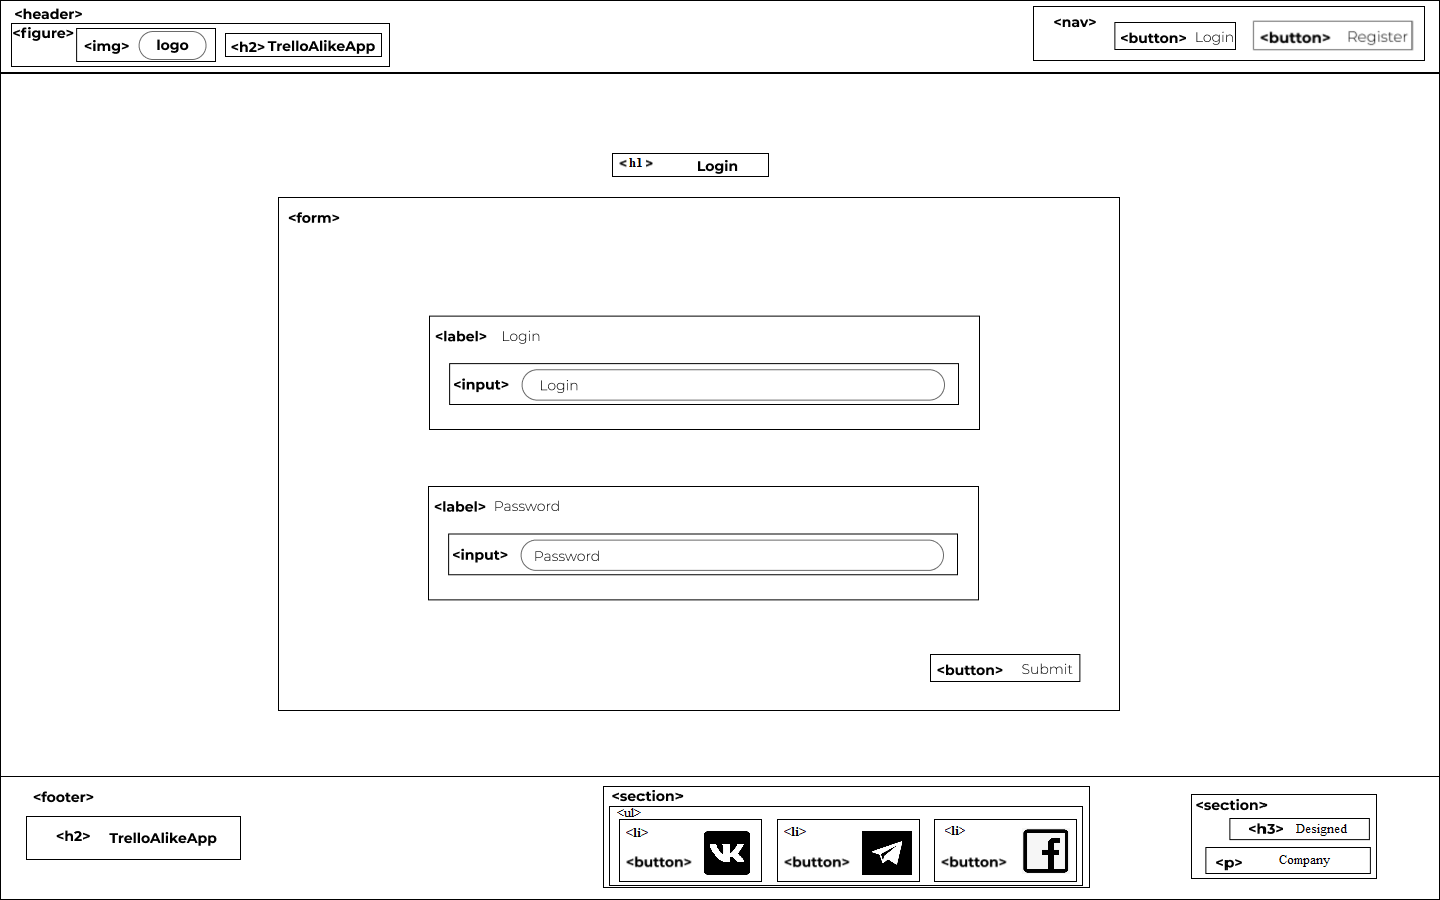 <header>
<figure>
<img> logo
<h2> TrelloAlikeApp
<nav>
<button> Login
<button> Register
<h1> Login
<form>
<label> Login
<input> Login
<label> Password
<input> Password
<button> Submit
<footer>
<h2> TrelloAlikeApp
<section>
<ul>
<li>
<button>
<li>
<button>
<li>
<button>
<section>
<h3> Designed
<p> Company